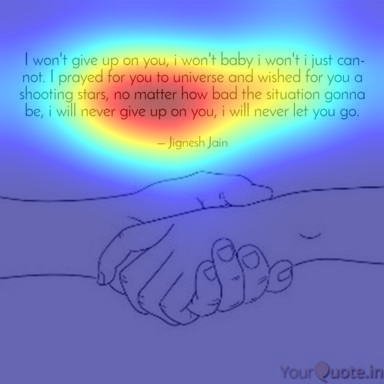 I won't give up on you, i won't baby i won't i just can-
not. I prayed for you to universe and wished for you a
shooting stars, no matter how bad the situation gonna
be, i will never give up on you, i will never let you go.
— Jignesh Jain
YourQuote.in